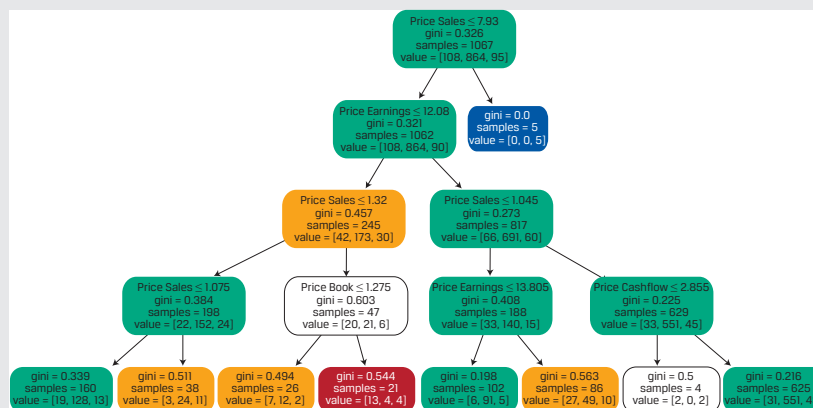 Price Sales ≤ 7.93
gini = 0.326
samples = 1067
value = [108, 864, 95]
Price Earnings ≤ 12.08
gini = 0.321
samples = 1062
value = [108, 864, 90]
gini = 0.0
samples = 5
value = [0, 0, 5]
Price Sales ≤ 1.32
gini = 0.457
samples = 245
value = [42, 173, 30]
Price Sales ≤ 1.045
gini = 0.273
samples = 817
value = [66, 691, 60]
Price Sales ≤ 1.075
gini = 0.384
samples = 198
value = [22, 152, 24]
Price Book ≤ 1.275
gini = 0.603
samples = 47
value = [20, 21, 6]
Price Earnings ≤ 13.805
gini = 0.408
samples = 188
value = [33, 140, 15]
Price Cashflow ≤ 2.855
gini = 0.225
samples = 629
value = [33, 551, 45]
gini = 0.339
samples = 160
value = [19, 128, 13]
gini = 0.511
samples = 38
value = [3, 24, 11]
gini = 0.494
samples = 26
value = [7, 12, 2]
gini = 0.544
samples = 21
value = [13, 4, 4]
gini = 0.198
samples = 102
value = [6, 91, 5]
gini = 0.563
samples = 86
value = [27, 49, 10]
gini = 0.5
samples = 4
value = [2, 0, 2]
gini = 0.216
samples = 625
value = [31, 551, 4